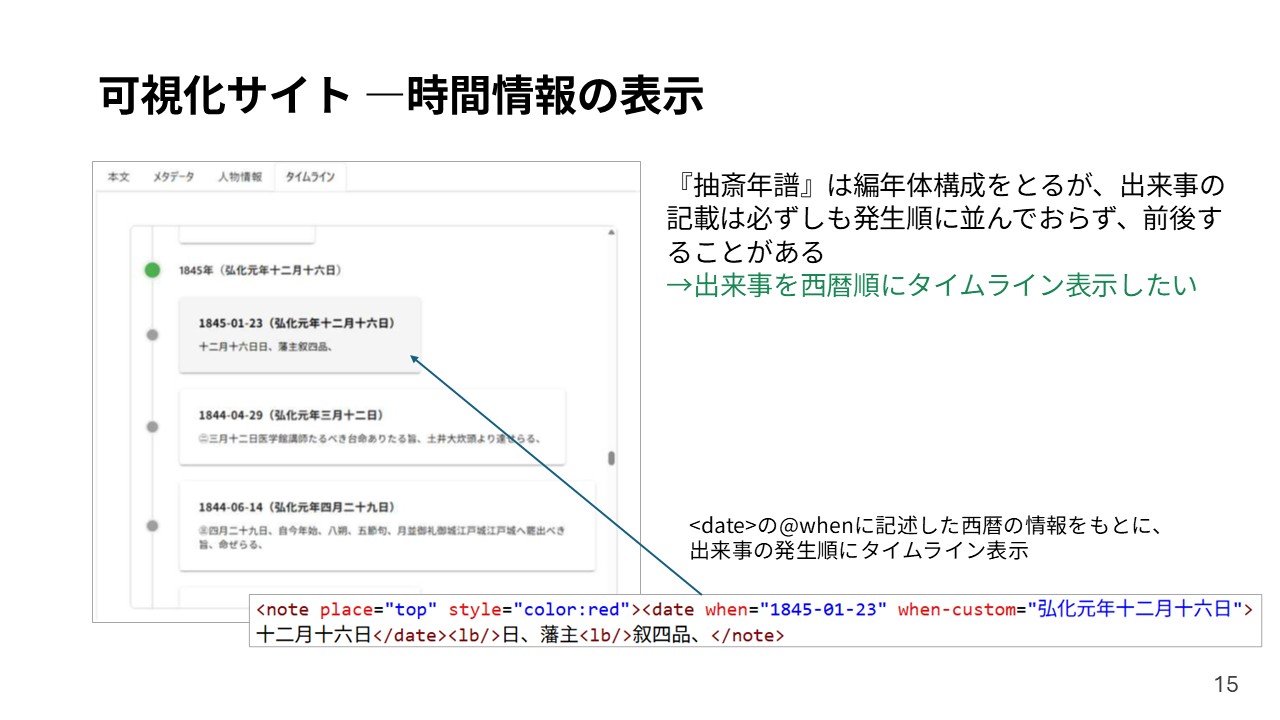 可視化サイト ―時間情報の表示
本文 メタデータ 人物情報 タイムライン
1845年（弘化元年十二月十六日）
1845-01-23（弘化元年十二月十六日）
十二月十六日日、藩主叙四品、
1844-04-29（弘化元年三月十二日）
㊁三月十二日医学館講師たるべき台命ありたる旨、土井大炊頭より達せらる、
1844-06-14（弘化元年四月二十九日）
四月二十九日、自今年始、八朔、五節句、月並御礼御城江戸城江戸城へ罷出べき
旨、命ぜらる、
『抽斎年譜』は編年体構成をとるが、出来事の
記載は必ずしも発生順に並んでおらず、前後す
ることがある
→出来事を西暦順にタイムライン表示したい
<date>の@whenに記述した西暦の情報をもとに、
出来事の発生順にタイムライン表示
<note place="top" style="color:red"><date when="1845-01-23" when-custom="弘化元年十二月十六日">
十二月十六日</date><lb/>日、藩主<lb/>叙四品、</note>
15